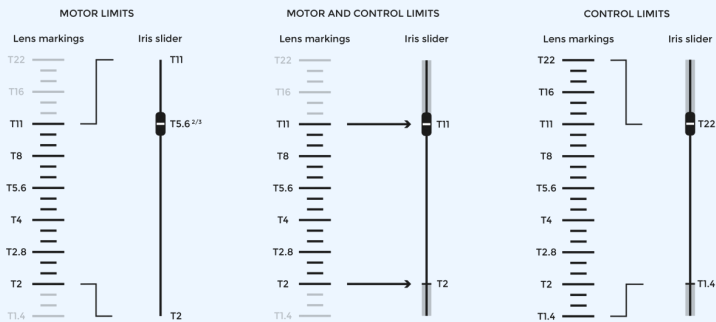 MOTOR LIMITS
Lens markings Iris slider
T22
T16
T11
T8
T5.6
T4
T2.8
T2
T1.4
T11
T5.6 2/3
T2
MOTOR AND CONTROL LIMITS
Lens markings Iris slider
T22
T16
T11
T8
T5.6
T4
T2.8
T2
T1.4
T11
T2
CONTROL LIMITS
Lens markings Iris slider
T22
T16
T11
T8
T5.6
T4
T2.8
T2
T1.4
T22
T1.4